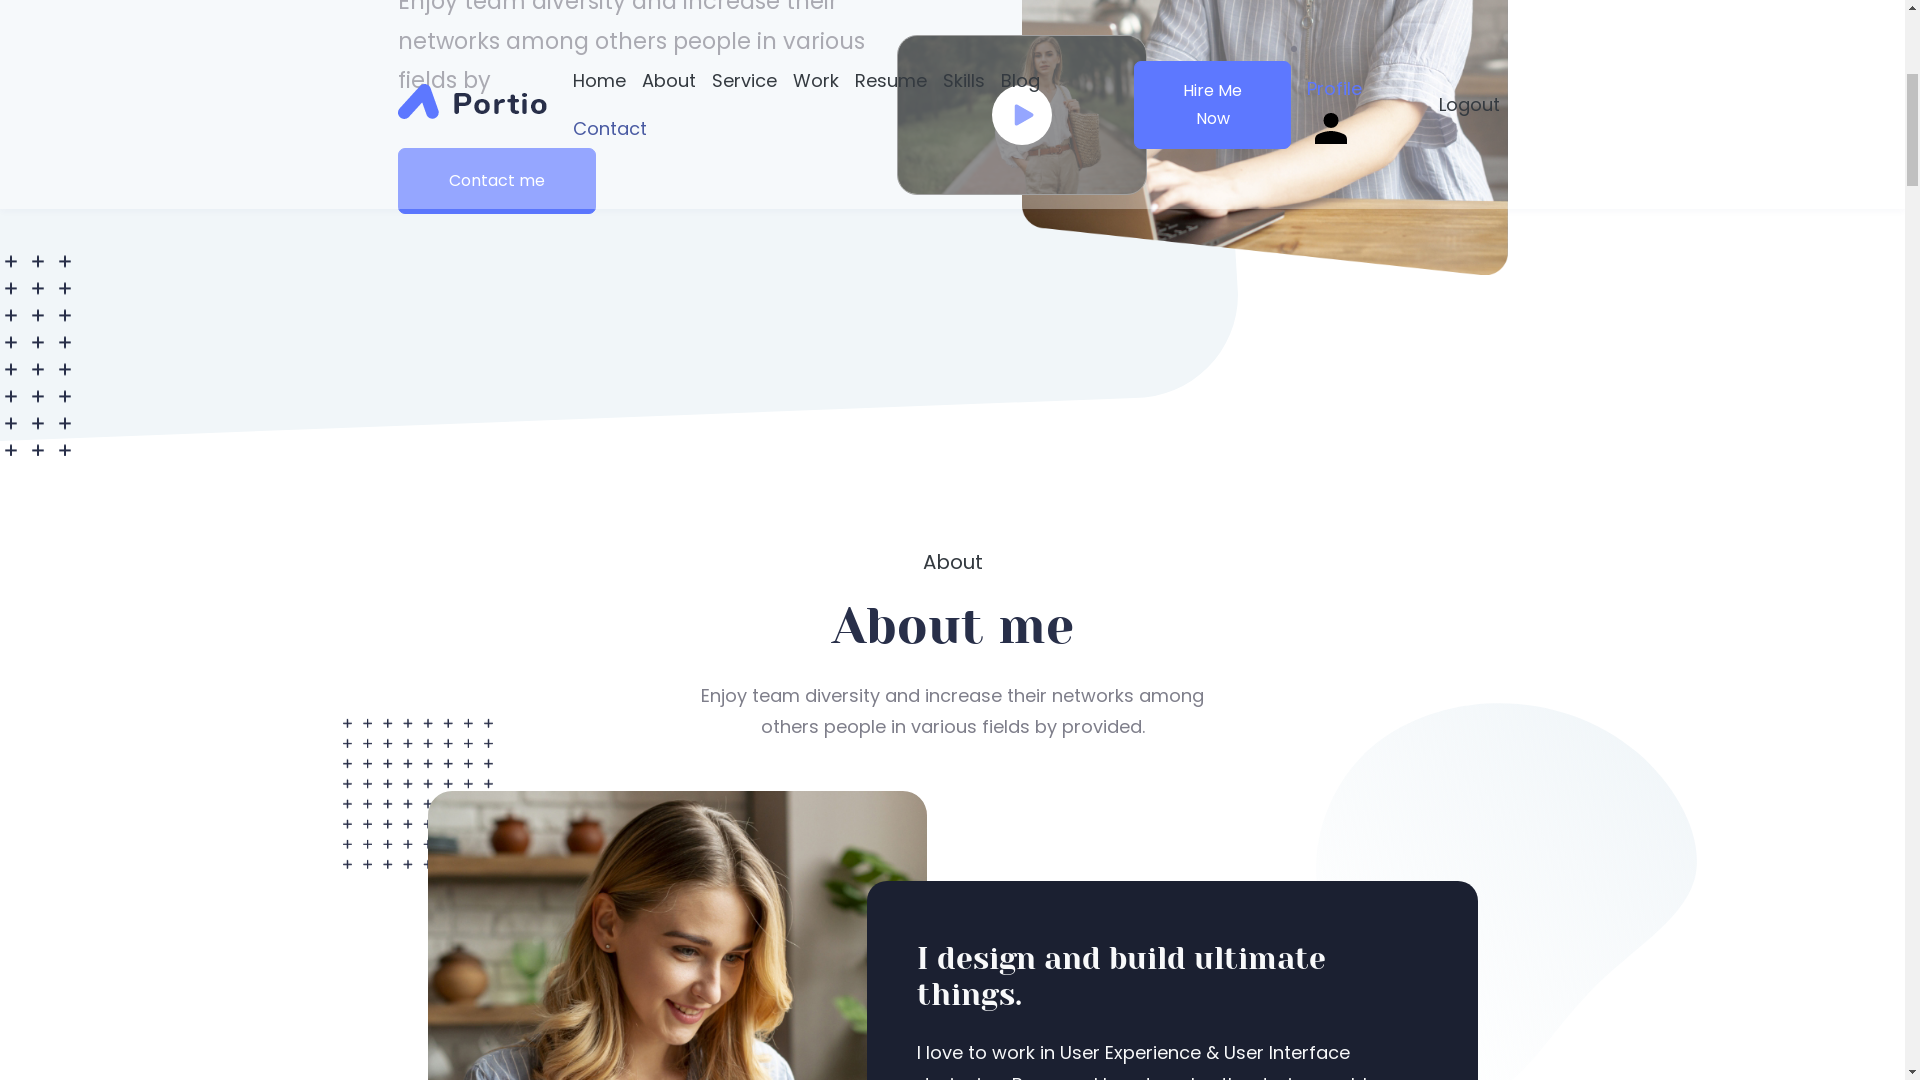 Enjoy team diversity and increase their
networks among others people in various
fields by
Portio
Home About Service Work Resume Skills Blog
Contact
Hire Me
Now
Profile
Logout
Contact me
About
About me
Enjoy team diversity and increase their networks among
others people in various fields by provided.
I design and build ultimate
things.
I love to work in User Experience & User Interface